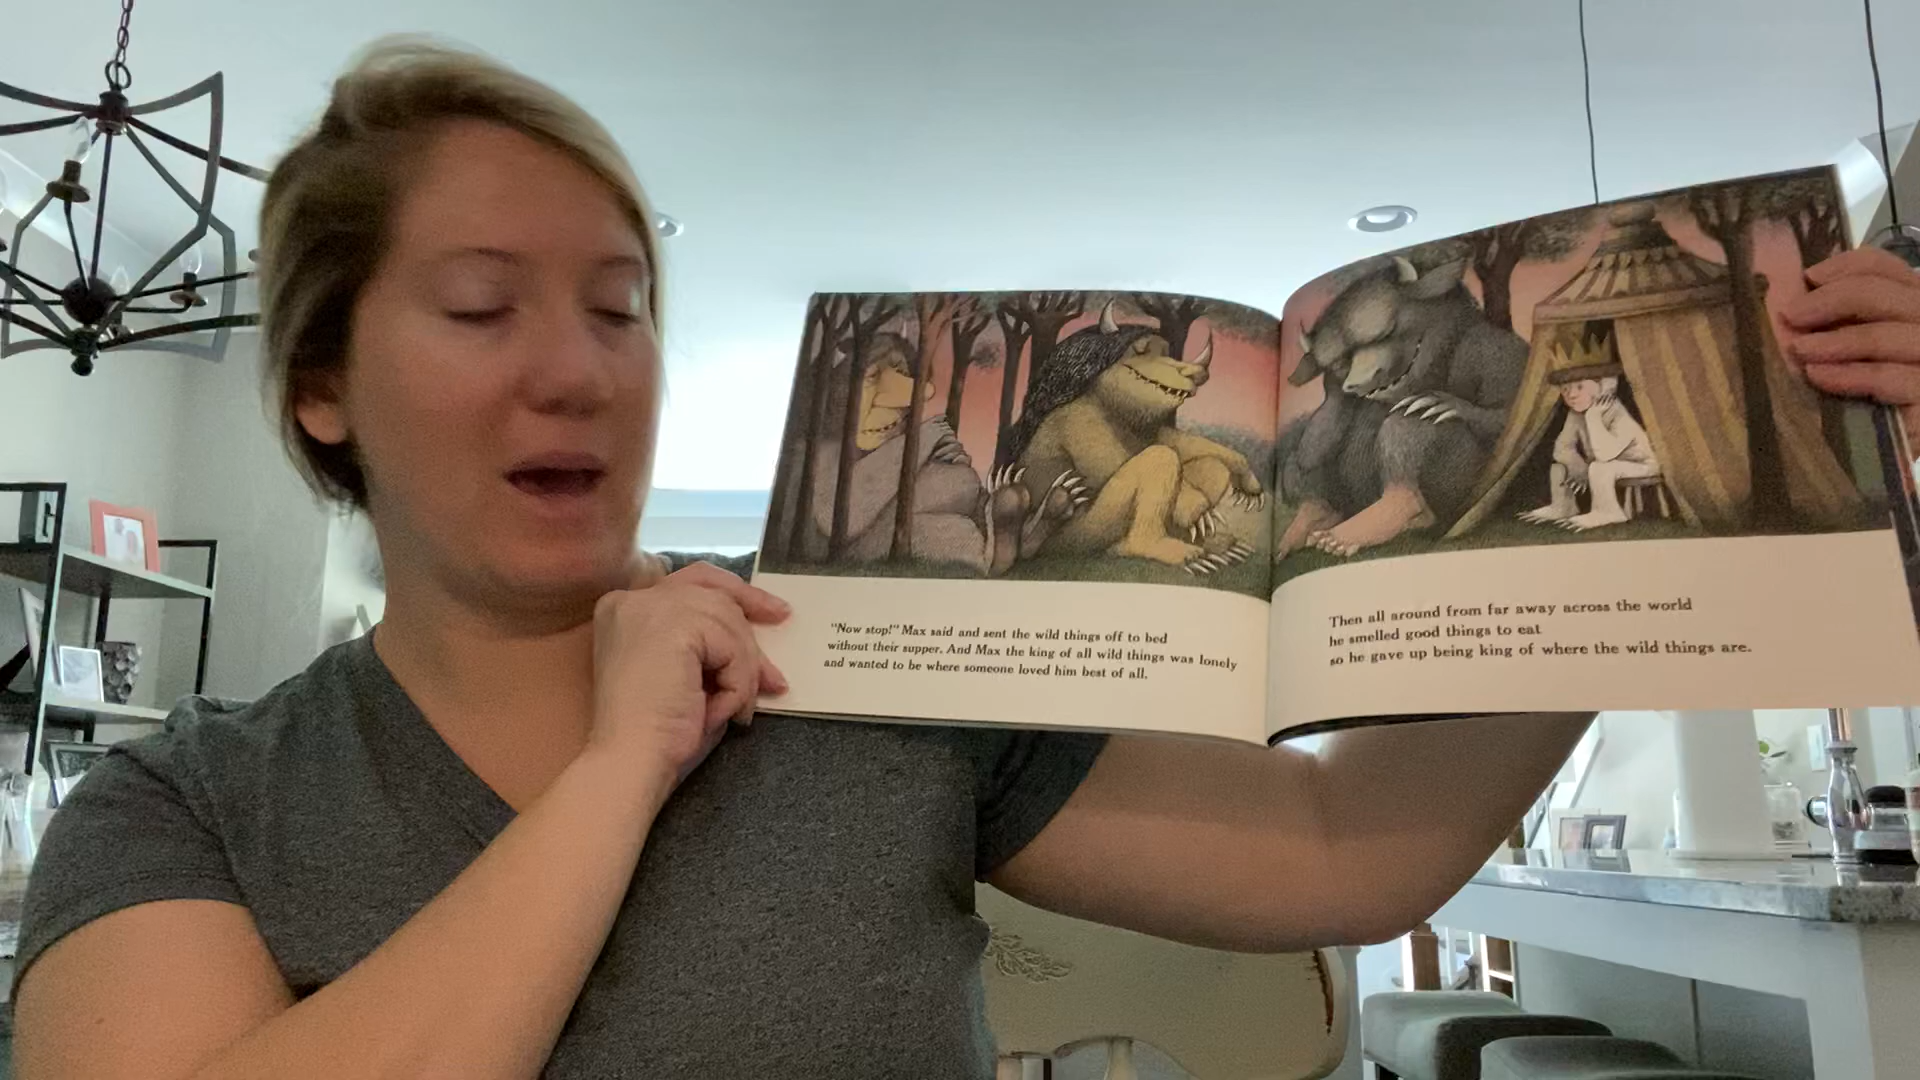 "Now stop!" Max said and sent the wild things off to bed
without their supper. And Max the king of all wild things was lonely
and wanted to be where someone loved him best of all.
Then all around from far away across the world
he smelled good things to eat
so he gave up being king of where the wild things are.